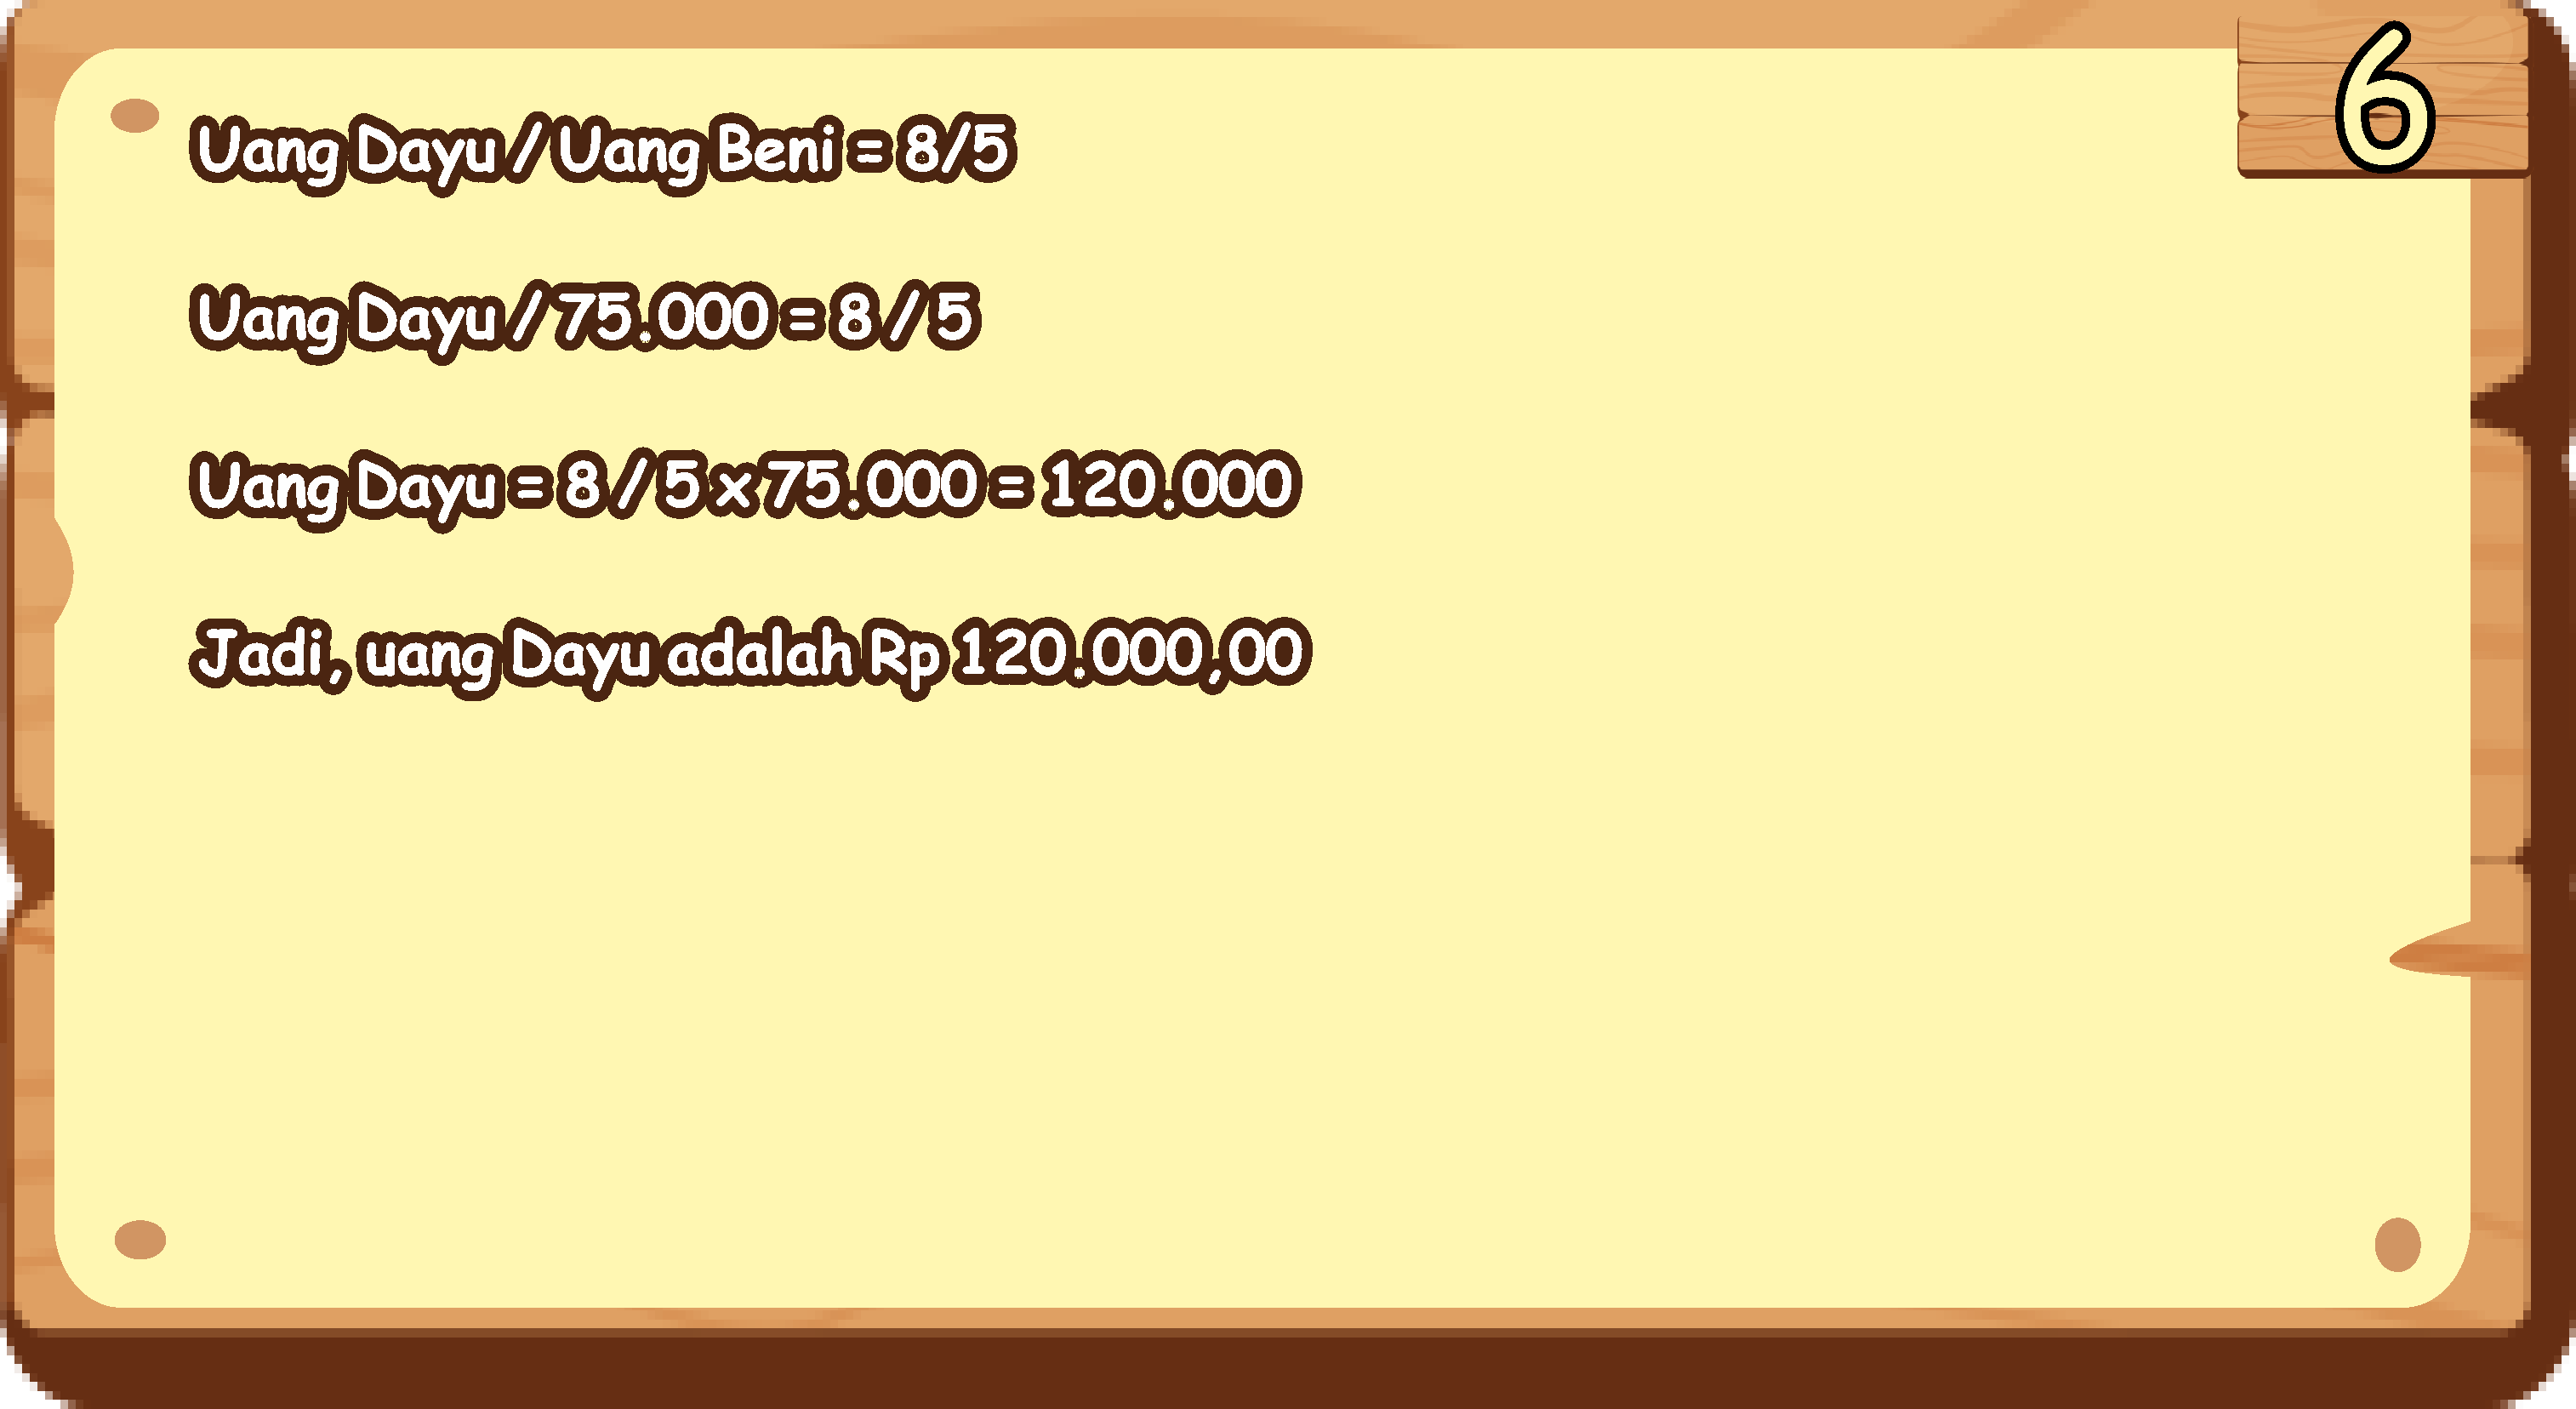 6
Uang Dayu / Uang Beni = 8/5
Uang Dayu / 75.000 = 8 / 5
Uang Dayu = 8 / 5 x 75.000 = 120.000
Jadi, uang Dayu adalah Rp 120.000,00